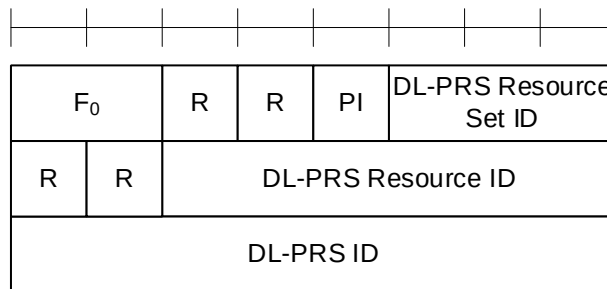 F₀ R R PI DL-PRS Resource Set ID
R R DL-PRS Resource ID
DL-PRS ID